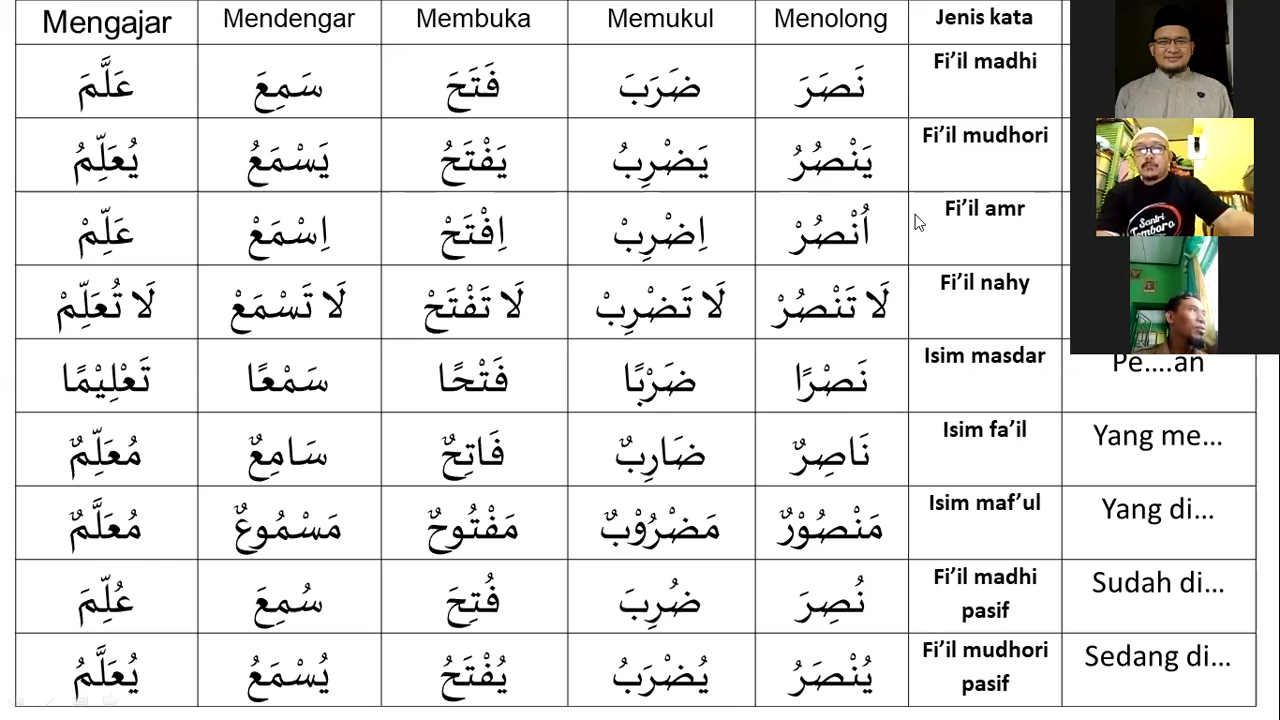 Mengajar Mendengar Membuka Memukul Menolong Jenis kata
عَلَّمَ سَمِعَ فَتَحَ ضَرَبَ نَصَرَ Fi’il madhi
يُعَلِّمُ يَسْمَعُ يَفْتَحُ يَضْرِبُ يَنْصُرُ Fi’il mudhori
عَلِّمْ اِسْمَعْ اِفْتَحْ اِضْرِبْ اُنْصُرْ Fi’il amr
لَا تُعَلِّمْ لَا تَسْمَعْ لَا تَفْتَحْ لَا تَضْرِبْ لَا تَنْصُرْ Fi’il nahy
تَعْلِيْمًا سَمْعًا فَتْحًا ضَرْبًا نَصْرًا Isim masdar Pe....an
مُعَلِّمٌ سَامِعٌ فَاتِحٌ ضَارِبٌ نَاصِرٌ Isim fa’il Yang me...
مُعَلَّمٌ مَسْمُوعٌ مَفْتُوحٌ مَضْرُوْبٌ مَنْصُوْرٌ Isim maf’ul Yang di...
عُلِّمَ سُمِعَ فُتِحَ ضُرِبَ نُصِرَ Fi’il madhi pasif Sudah di...
يُعَلَّمُ يُسْمَعُ يُفْتَحُ يُضْرَبُ يُنْصَرُ Fi’il mudhori pasif Sedang di...
Santri
Temboro